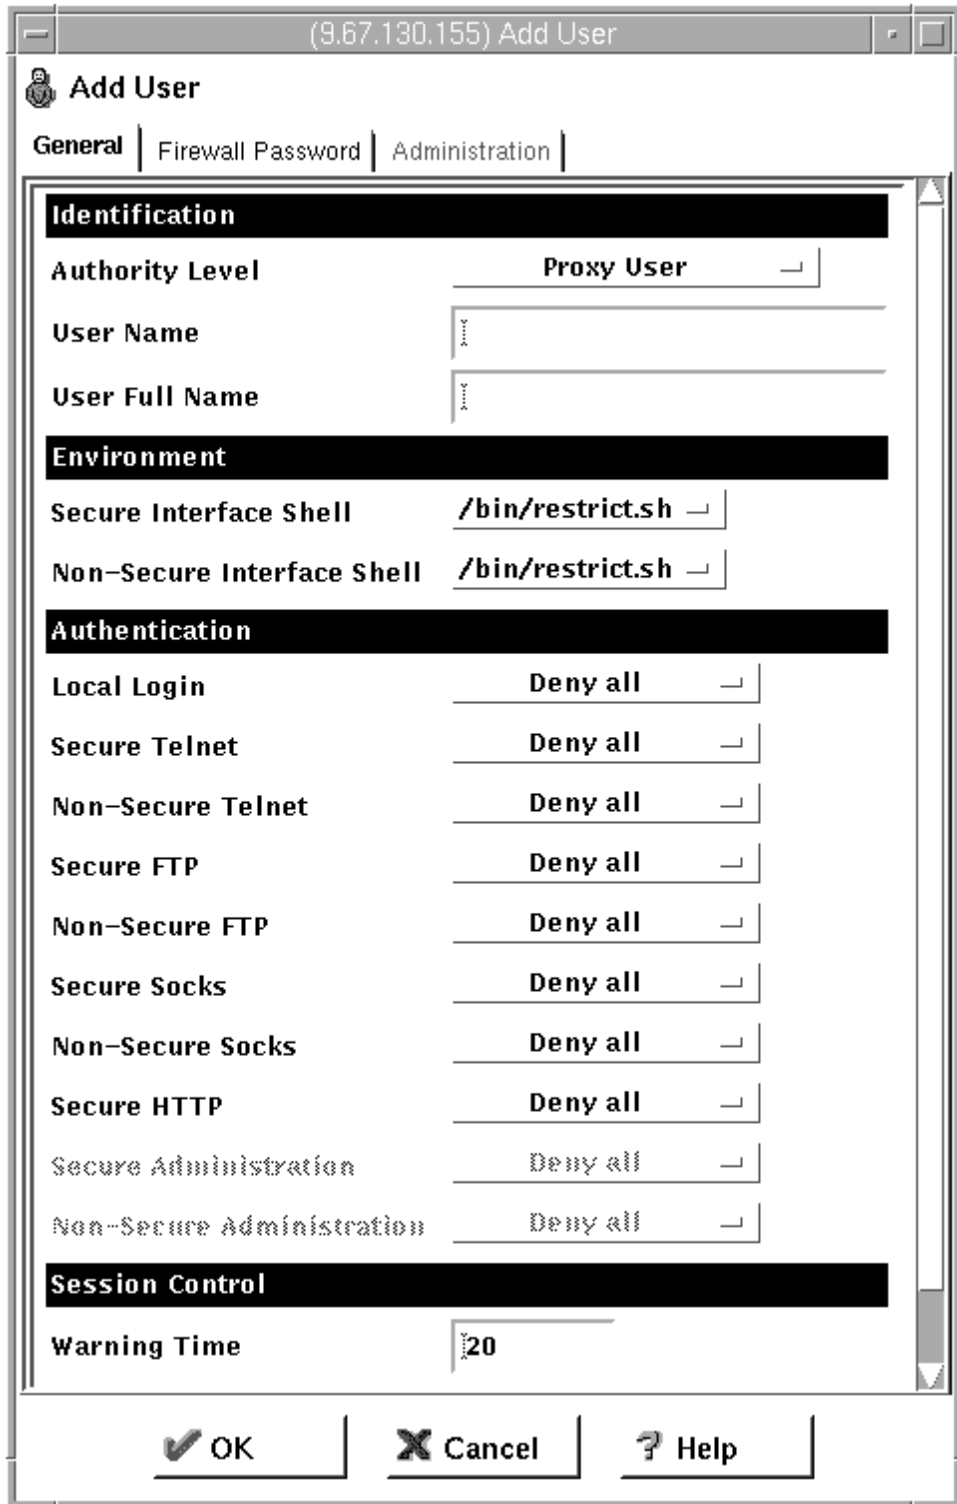 (9.67.130.155) Add User
Add User
General Firewall Password Administration
Identification
Authority Level Proxy User
User Name
User Full Name
Environment
Secure Interface Shell /bin/restrict.sh
Non-Secure Interface Shell /bin/restrict.sh
Authentication
Local Login Deny all
Secure Telnet Deny all
Non-Secure Telnet Deny all
Secure FTP Deny all
Non-Secure FTP Deny all
Secure Socks Deny all
Non-Secure Socks Deny all
Secure HTTP Deny all
Secure Administration Deny all
Non-Secure Administration Deny all
Session Control
Warning Time 20
OK Cancel Help